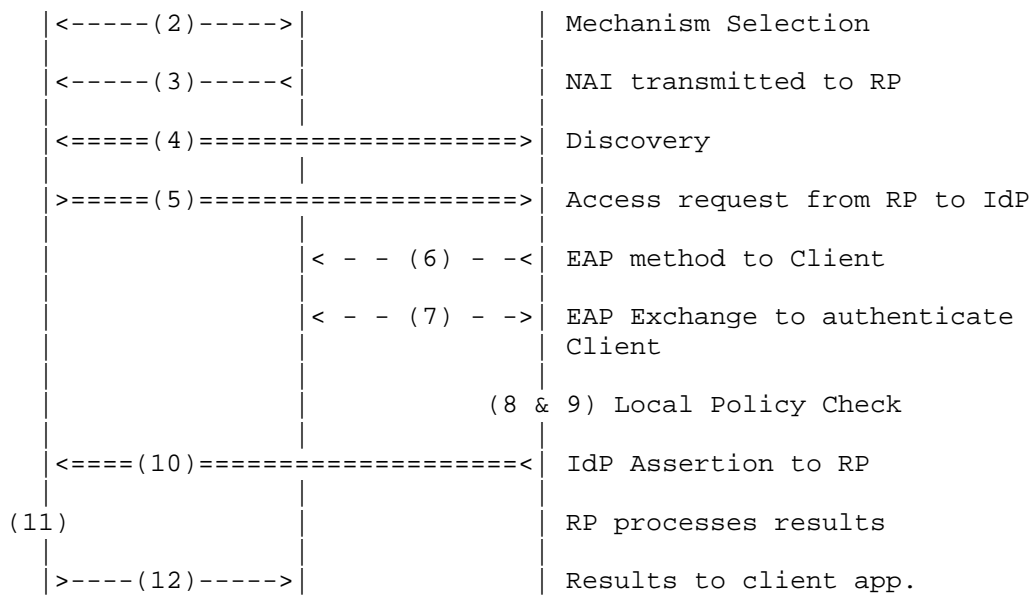 |<-----(2)----->| | Mechanism Selection
|<-----(3)-----<| | NAI transmitted to RP
|<=====(4)====================>| Discovery
|>=====(5)====================>| Access request from RP to IdP
| |< - - (6) - -<| EAP method to Client
| |< - - (7) - ->| EAP Exchange to authenticate
| | | Client
| | (8 & 9) Local Policy Check
|<====(10)====================<| IdP Assertion to RP
(11) | | RP processes results
|>----(12)----->| | Results to client app.